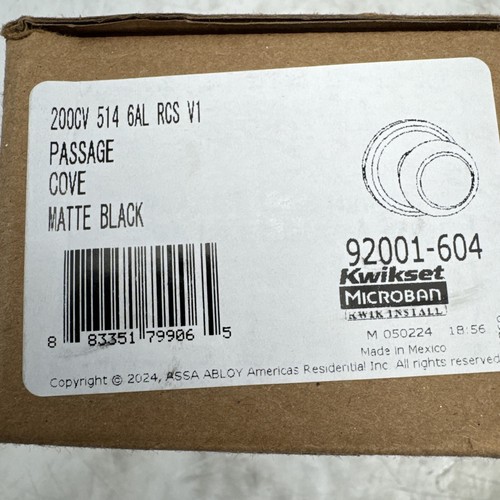 200CV 514 6AL RCS V1
PASSAGE
COVE
MATTE BLACK
92001-604
Kwikset
MICROBAN
KWIK INSTALL
8 83351 79906 5
M 050224 18:56
Made in Mexico
Copyright © 2024, ASSA ABLOY Americas Residential Inc. All rights reserved